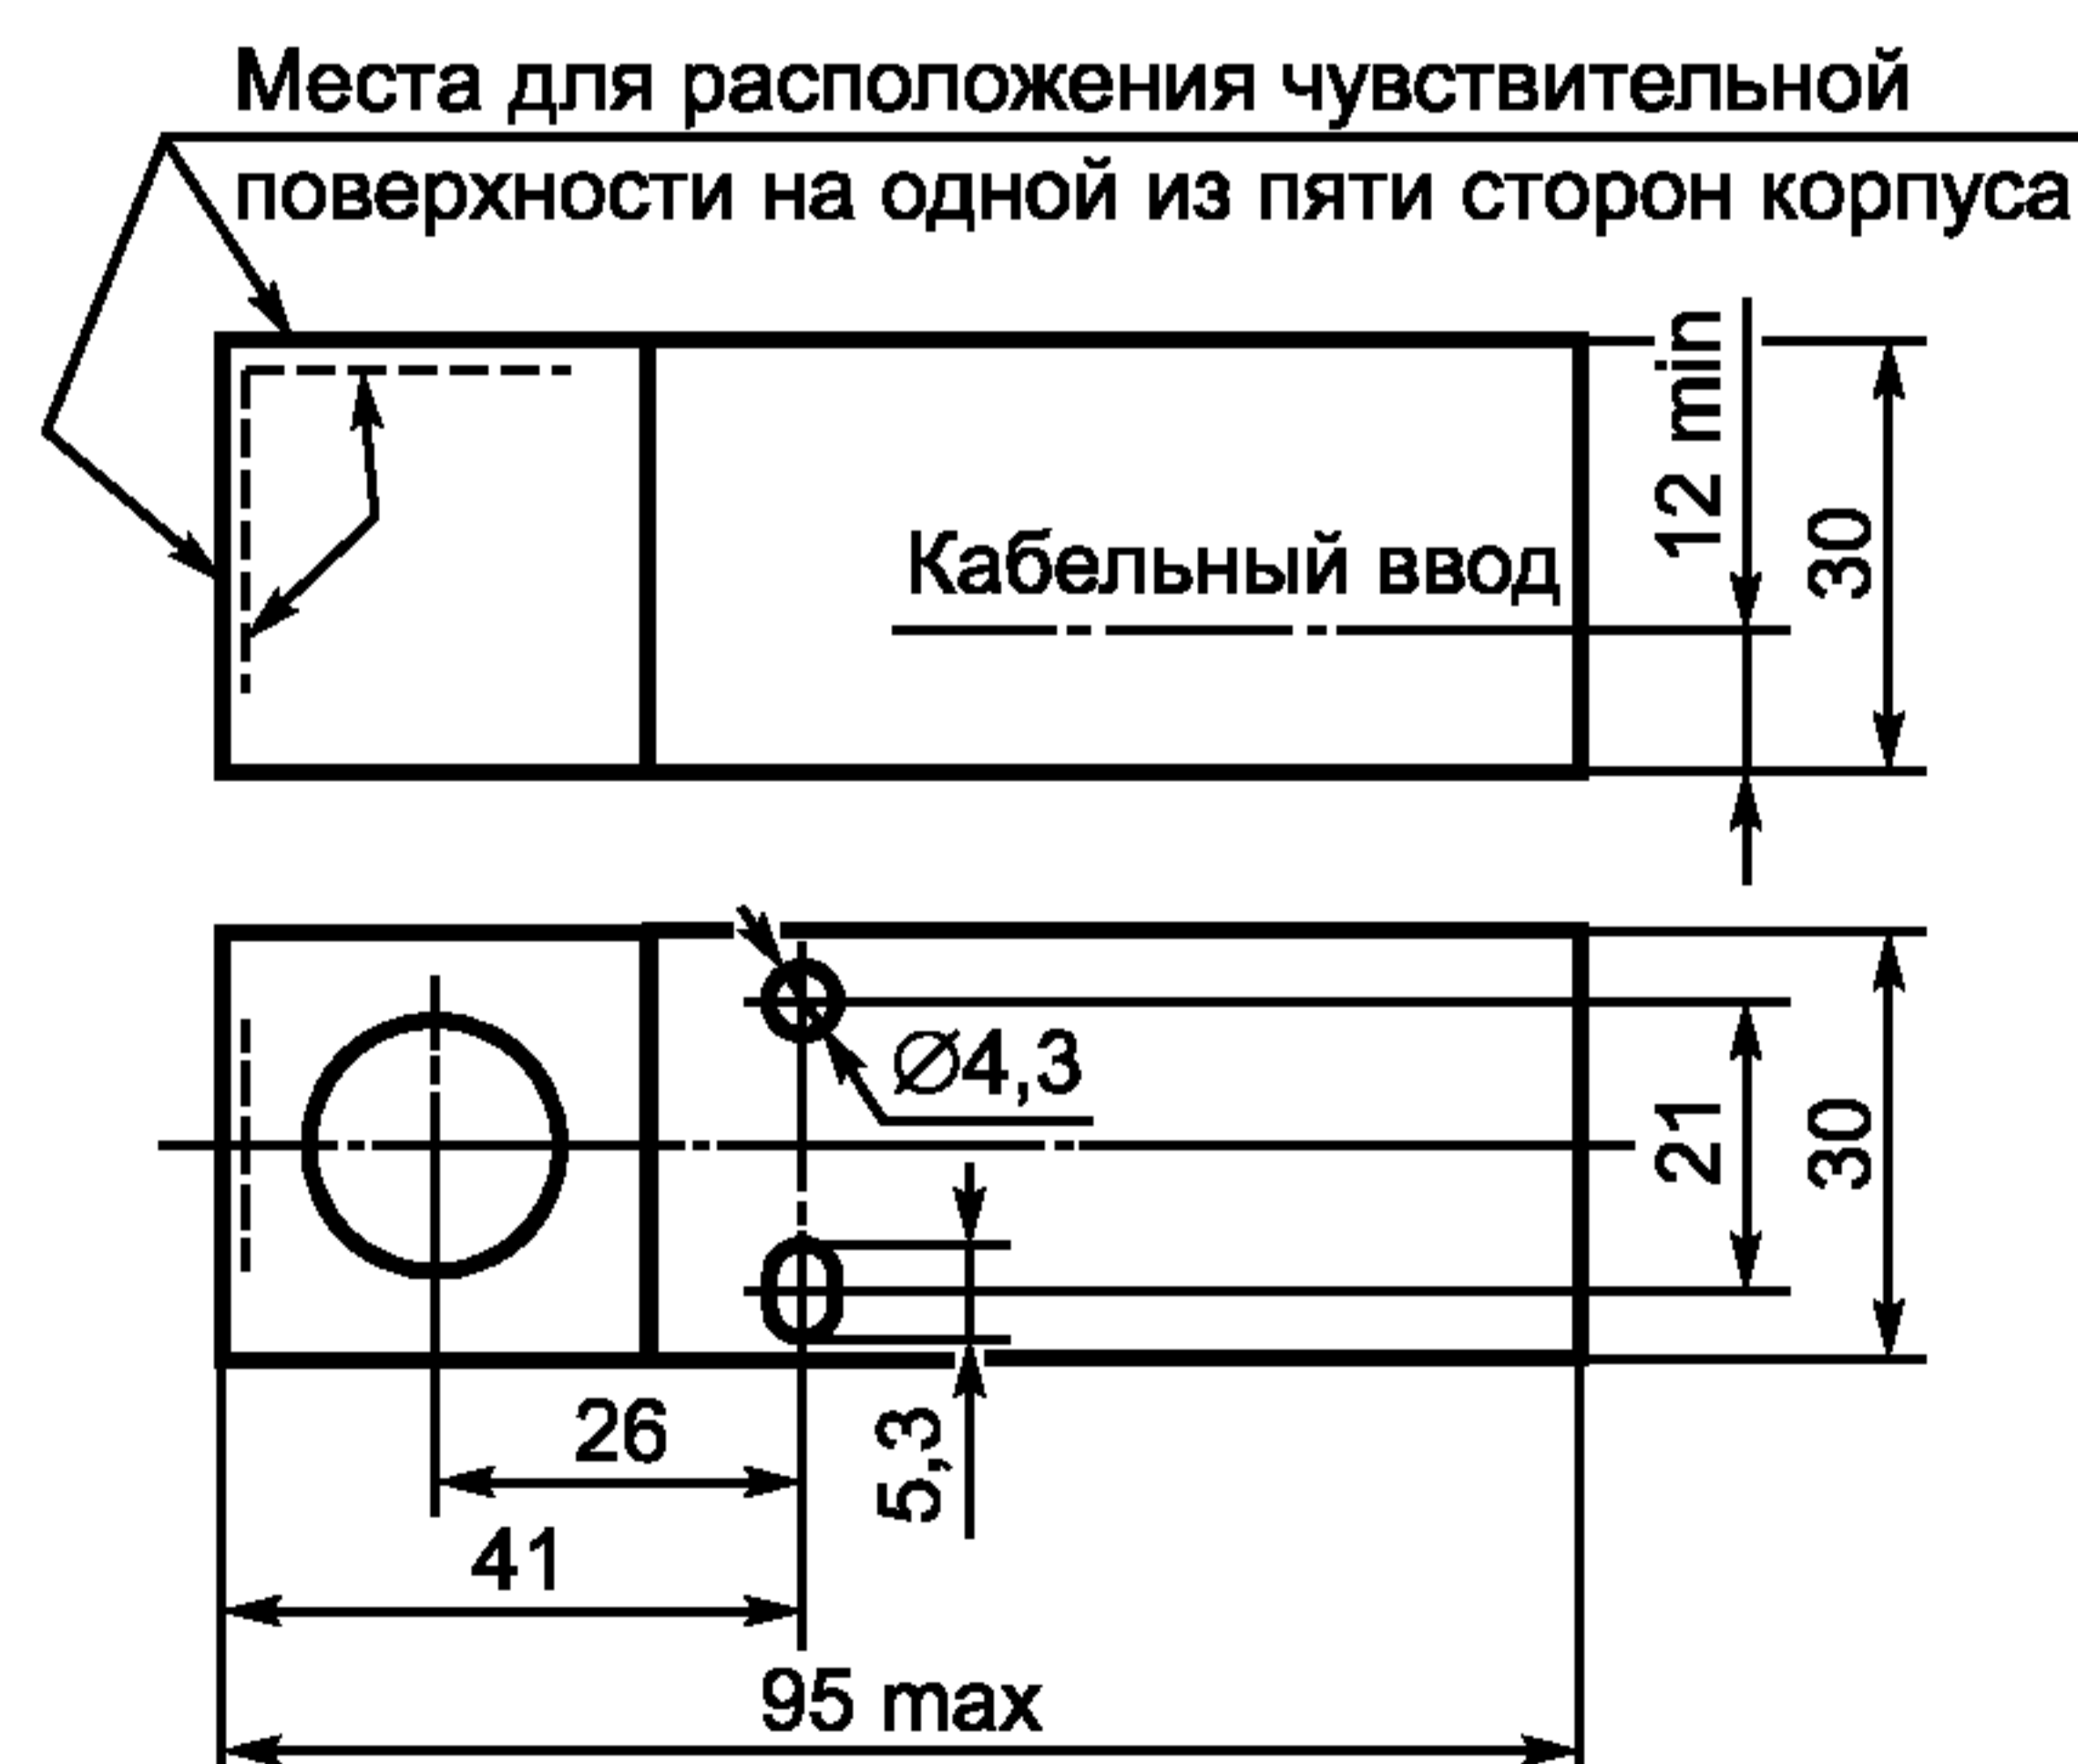 Места для расположения чувствительной
поверхности на одной из пяти сторон корпуса
12 min
30
Кабельный ввод
⌀4,3
21
30
26
5,3
41
95 max